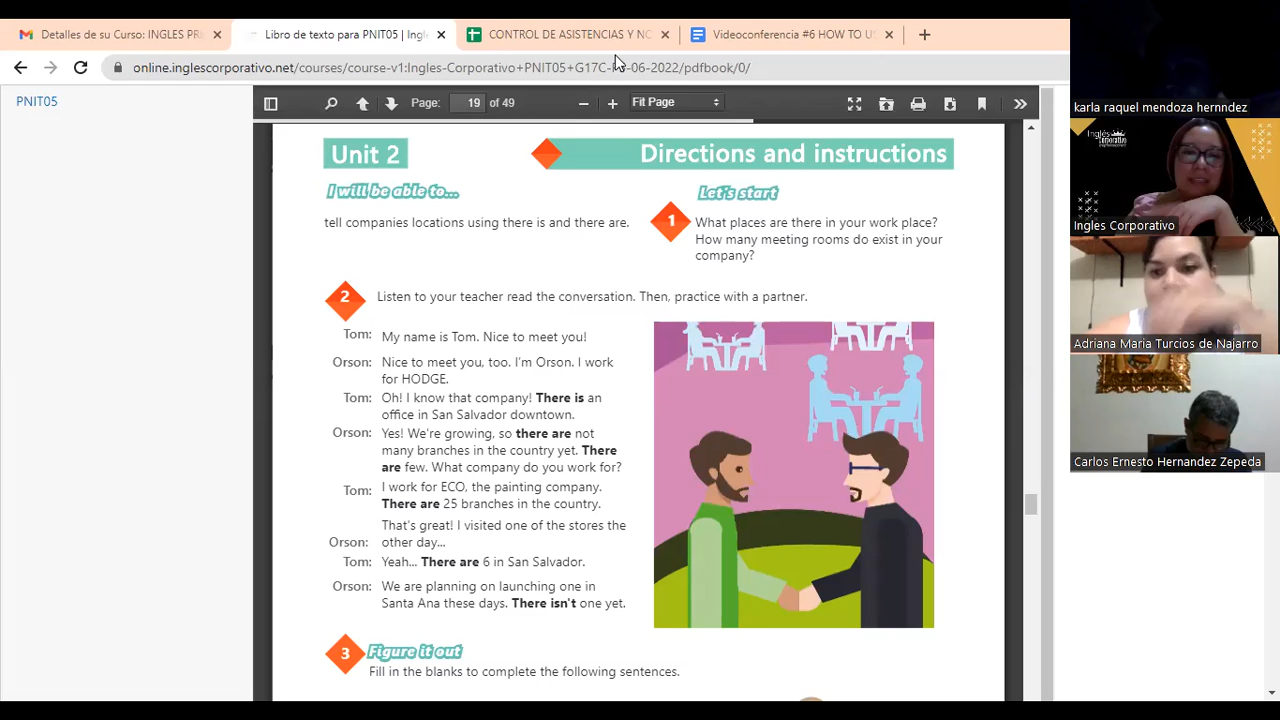 Detalles de su Curso: INGLES PR
Libro de texto para PNIT05 | Ingl
CONTROL DE ASISTENCIAS Y NO
Videoconferencia #6 HOW TO US
online.inglescorporativo.net/courses/course-v1:Ingles-Corporativo+PNIT05+G17C-
-06-2022/pdfbook/0/
PNIT05
Page: 19 of 49
Fit Page
Unit 2
Directions and instructions
I will be able to...
Let's start
tell companies locations using there is and there are.
1 What places are there in your work place?
How many meeting rooms do exist in your
company?
2 Listen to your teacher read the conversation. Then, practice with a partner.
Tom: My name is Tom. Nice to meet you!
Orson: Nice to meet you, too. I'm Orson. I work
for HODGE.
Tom: Oh! I know that company! There is an
office in San Salvador downtown.
Orson: Yes! We're growing, so there are not
many branches in the country yet. There
are few. What company do you work for?
Tom: I work for ECO, the painting company.
There are 25 branches in the country.
That's great! I visited one of the stores the
Orson: other day...
Tom: Yeah... There are 6 in San Salvador.
Orson: We are planning on launching one in
Santa Ana these days. There isn't one yet.
3 Figure it out
Fill in the blanks to complete the following sentences.
karla raquel mendoza hernndez
Inglés
Corporativo
Ingles Corporativo
Adriana Maria Turcios de Najarro
Carlos Ernesto Hernandez Zepeda